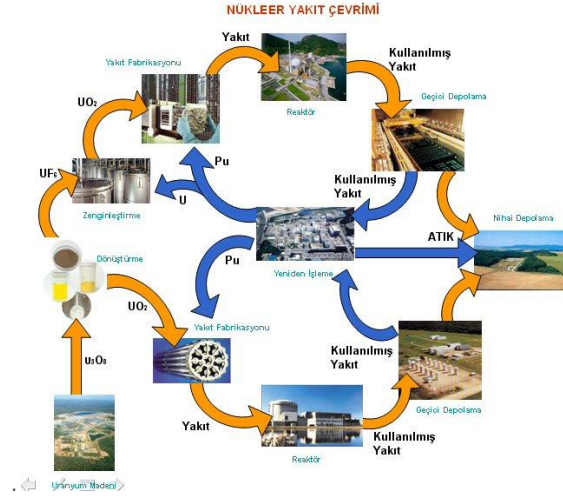 NÜKLEER YAKIT ÇEVRİMİ
Yakıt
Yakıt Fabrikasyonu
Kullanılmış
Yakıt
Reaktör
Geçici Depolama
UO₂
Pu
Kullanılmış
Yakıt
UF₆
U
Zenginleştirme
Nihai Depolama
ATIK
Dönüştürme
Pu
Yeniden İşleme
UO₂
Yakıt Fabrikasyonu
Kullanılmış
Yakıt
U₃O₈
Geçici Depolama
Yakıt
Kullanılmış
Yakıt
Reaktör
Uranyum Madeni